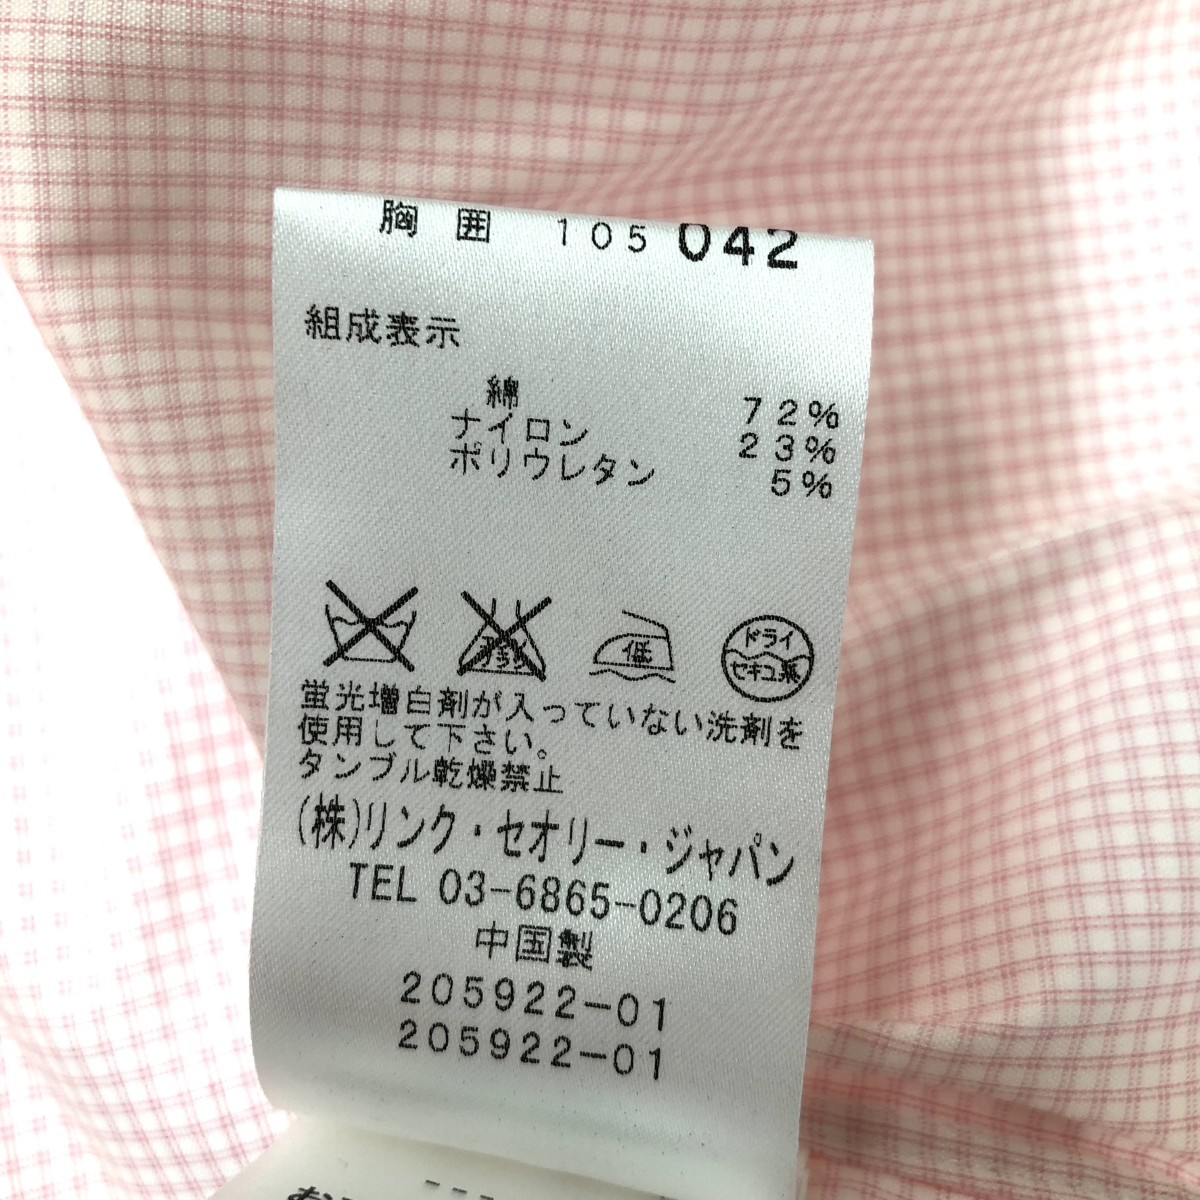 胸囲 105 042
組成表示
綿 72%
ナイロン 23%
ポリウレタン 5%
低
ドライ
セキユ系
蛍光増白剤が入っていない洗剤を
使用して下さい。
タンブル乾燥禁止
(株)リンク・セオリー・ジャパン
TEL 03-6865-0206
中国製
205922-01
205922-01